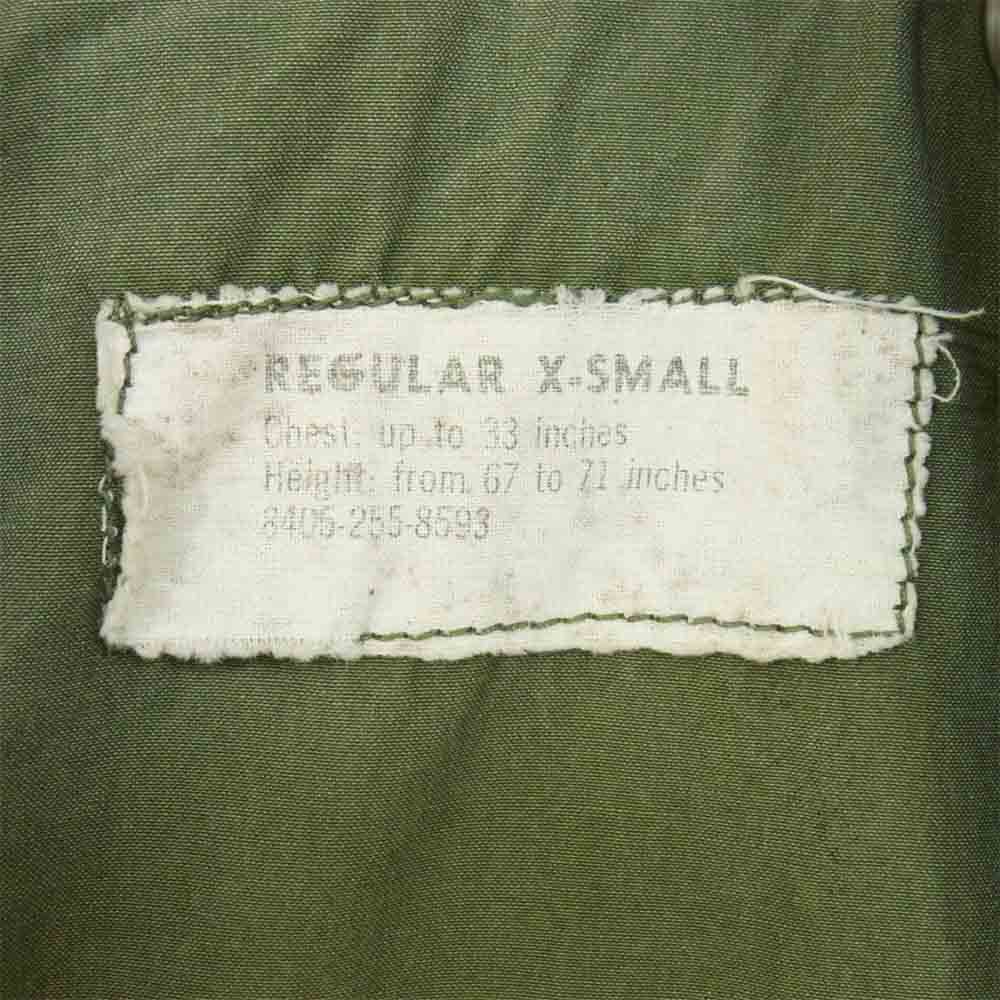 REGULAR X-SMALL
Chest: up to 33 inches
Height: from 67 to 71 inches
8405-255-8593